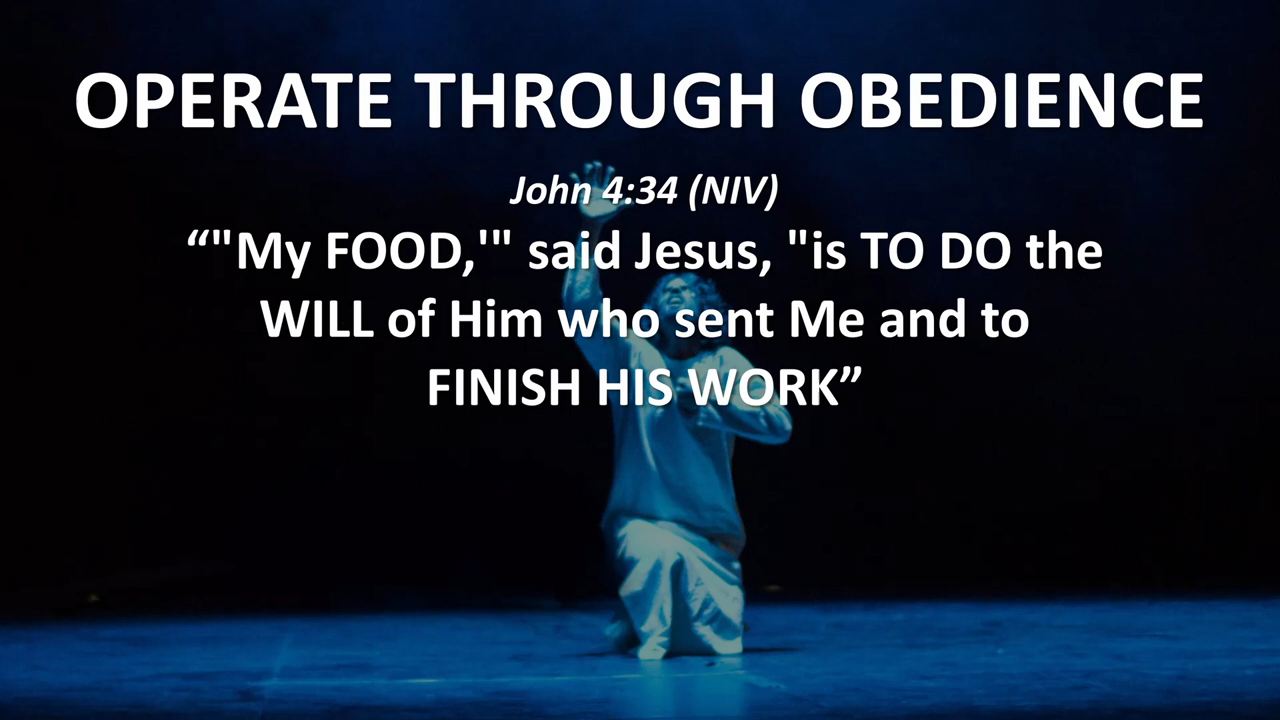 OPERATE THROUGH OBEDIENCE
John 4:34 (NIV)
“"My FOOD,'" said Jesus, "is TO DO the
WILL of Him who sent Me and to
FINISH HIS WORK”